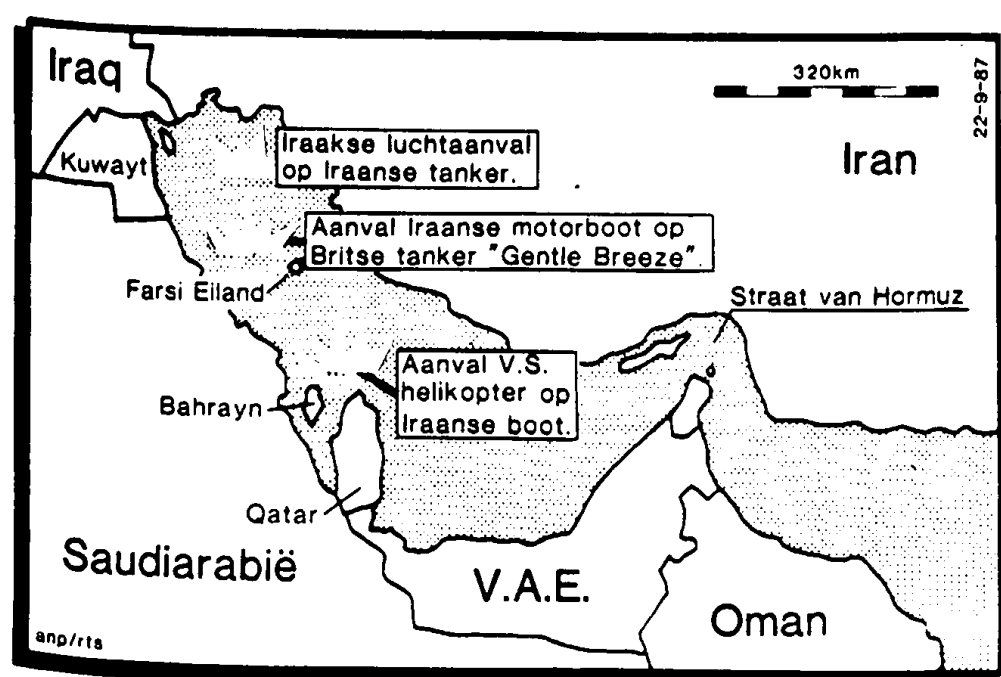 Iraq
320km
22-9-87
Iran
Kuwayt
Iraakse luchtaanval
op Iraanse tanker.
Aanval Iraanse motorboot op
Britse tanker "Gentle Breeze".
Farsi Eiland
Straat van Hormuz
Aanval V.S.
helikopter op
Iraanse boot.
Bahrayn
Qatar
Saudiarabië
V.A.E.
Oman
anp/rts